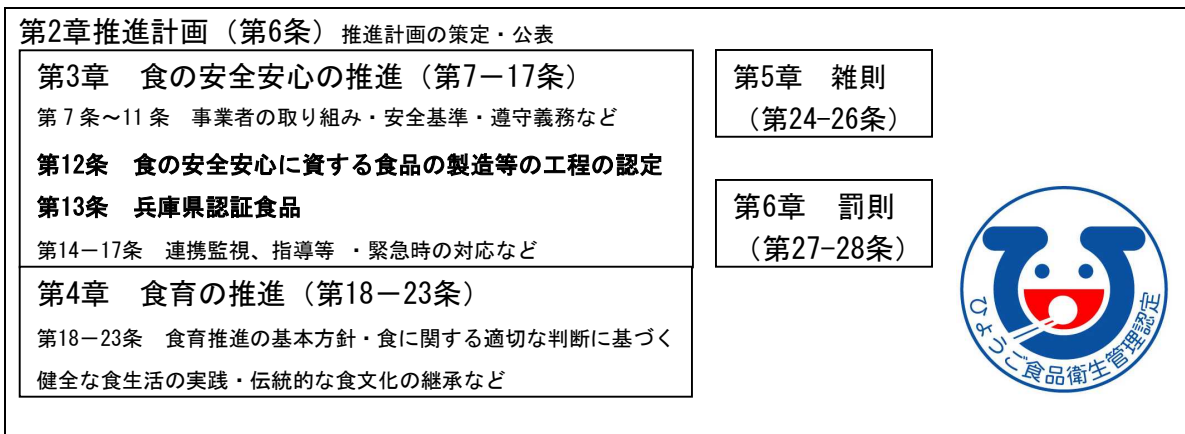 第2章推進計画（第6条）推進計画の策定・公表
第3章　食の安全安心の推進（第7－17条）
第７条～11 条　事業者の取り組み・安全基準・遵守義務など
第12条　食の安全安心に資する食品の製造等の工程の認定
第13条　兵庫県認証食品
第14－17条　連携監視、指導等　・緊急時の対応など
第4章　食育の推進（第18－23条）
第18－23条　食育推進の基本方針・食に関する適切な判断に基づく
健全な食生活の実践・伝統的な食文化の継承など
第5章　雑則
（第24-26条）
第6章　罰則
（第27-28条）
ひょうご食品衛生管理認定